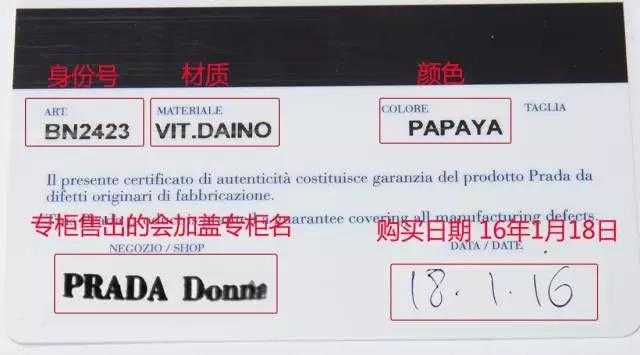 身份号 材质 颜色
ART. MATERIALE COLORE TAGLIA
BN2423 VIT.DAINO PAPAYA
Il presente certificato di autenticità costituisce garanzia del prodotto Prada da
difetti originari di fabbricazione.
guarantee covering all manufacturing defects.
专柜售出的会加盖专柜名 购买日期 16年1月18日
NEGOZIO / SHOP DATA / DATE
PRADA Donna 18.1.16